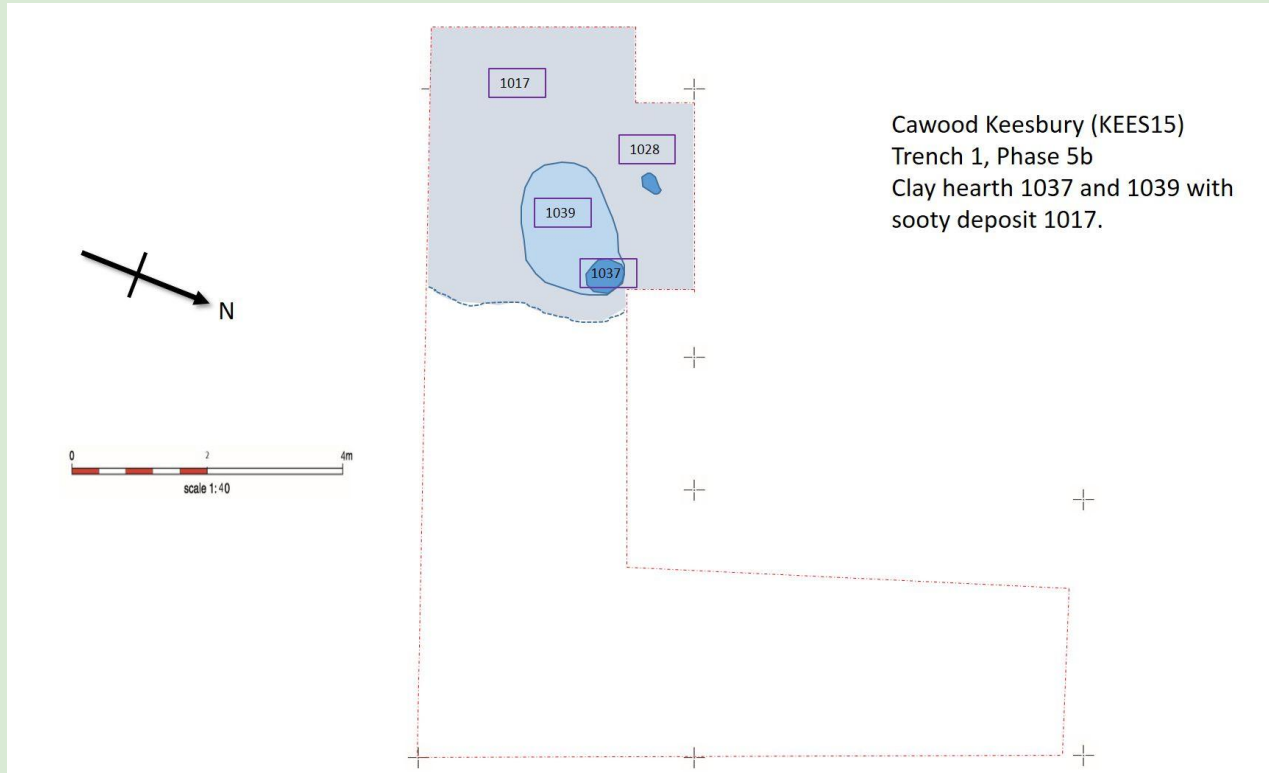 1017
1028
1039
1037
Cawood Keesbury (KEES15)
Trench 1, Phase 5b
Clay hearth 1037 and 1039 with
sooty deposit 1017.
N
0 2 4m
scale 1:40